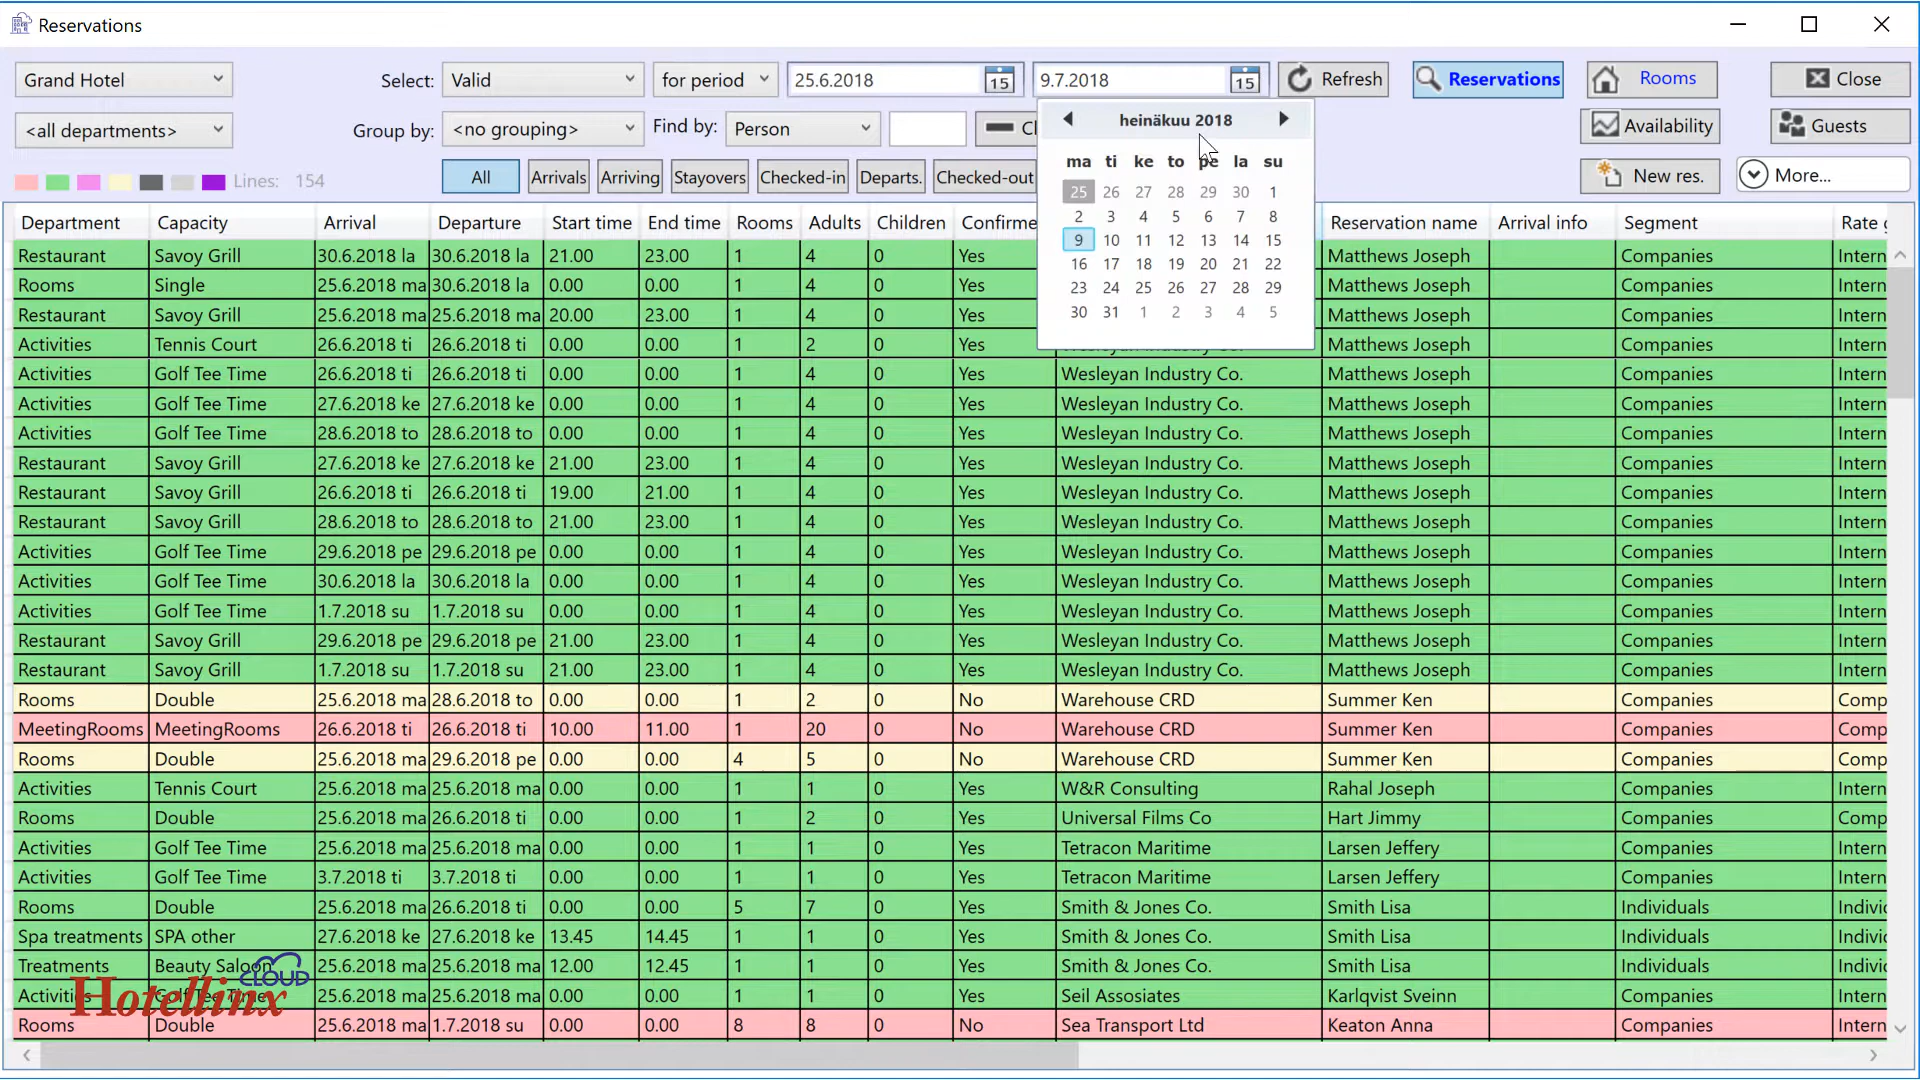 Reservations
Grand Hotel Select: Valid for period 25.6.2018 15 9.7.2018 15 Refresh Reservations Rooms Close
<all departments> Group by: <no grouping> Find by: Person Availability Guests
Lines: 154 All Arrivals Arriving Stayovers Checked-in Departs. Checked-out New res. More...
heinäkuu 2018
ma ti ke to pe la su
25 26 27 28 29 30 1
2 3 4 5 6 7 8
9 10 11 12 13 14 15
16 17 18 19 20 21 22
23 24 25 26 27 28 29
30 31 1 2 3 4 5
Department Capacity Arrival Departure Start time End time Rooms Adults Children Confirme Reservation name Arrival info Segment Rate
Restaurant Savoy Grill 30.6.2018 la 30.6.2018 la 21.00 23.00 1 4 0 Yes Matthews Joseph Companies Intern
Rooms Single 25.6.2018 ma 30.6.2018 la 0.00 0.00 1 4 0 Yes Matthews Joseph Companies Intern
Restaurant Savoy Grill 25.6.2018 ma 25.6.2018 ma 20.00 23.00 1 4 0 Yes Matthews Joseph Companies Intern
Activities Tennis Court 26.6.2018 ti 26.6.2018 ti 0.00 0.00 1 2 0 Yes Wesleyan Industry Co. Matthews Joseph Companies Intern
Activities Golf Tee Time 26.6.2018 ti 26.6.2018 ti 0.00 0.00 1 4 0 Yes Wesleyan Industry Co. Matthews Joseph Companies Intern
Activities Golf Tee Time 27.6.2018 ke 27.6.2018 ke 0.00 0.00 1 4 0 Yes Wesleyan Industry Co. Matthews Joseph Companies Intern
Activities Golf Tee Time 28.6.2018 to 28.6.2018 to 0.00 0.00 1 4 0 Yes Wesleyan Industry Co. Matthews Joseph Companies Intern
Restaurant Savoy Grill 27.6.2018 ke 27.6.2018 ke 21.00 23.00 1 4 0 Yes Wesleyan Industry Co. Matthews Joseph Companies Intern
Restaurant Savoy Grill 26.6.2018 ti 26.6.2018 ti 19.00 21.00 1 4 0 Yes Wesleyan Industry Co. Matthews Joseph Companies Intern
Restaurant Savoy Grill 28.6.2018 to 28.6.2018 to 21.00 23.00 1 4 0 Yes Wesleyan Industry Co. Matthews Joseph Companies Intern
Activities Golf Tee Time 29.6.2018 pe 29.6.2018 pe 0.00 0.00 1 4 0 Yes Wesleyan Industry Co. Matthews Joseph Companies Intern
Activities Golf Tee Time 30.6.2018 la 30.6.2018 la 0.00 0.00 1 4 0 Yes Wesleyan Industry Co. Matthews Joseph Companies Intern
Activities Golf Tee Time 1.7.2018 su 1.7.2018 su 0.00 0.00 1 4 0 Yes Wesleyan Industry Co. Matthews Joseph Companies Intern
Restaurant Savoy Grill 29.6.2018 pe 29.6.2018 pe 21.00 23.00 1 4 0 Yes Wesleyan Industry Co. Matthews Joseph Companies Intern
Restaurant Savoy Grill 1.7.2018 su 1.7.2018 su 21.00 23.00 1 4 0 Yes Wesleyan Industry Co. Matthews Joseph Companies Intern
Rooms Double 25.6.2018 ma 28.6.2018 to 0.00 0.00 1 2 0 No Warehouse CRD Summer Ken Companies Comp
MeetingRooms MeetingRooms 26.6.2018 ti 26.6.2018 ti 10.00 11.00 1 20 0 No Warehouse CRD Summer Ken Companies Comp
Rooms Double 25.6.2018 ma 29.6.2018 pe 0.00 0.00 4 5 0 No Warehouse CRD Summer Ken Companies Comp
Activities Tennis Court 25.6.2018 ma 25.6.2018 ma 0.00 0.00 1 1 0 Yes W&R Consulting Rahal Joseph Companies Intern
Rooms Double 25.6.2018 ma 26.6.2018 ti 0.00 0.00 1 2 0 Yes Universal Films Co Hart Jimmy Companies Comp
Activities Golf Tee Time 25.6.2018 ma 25.6.2018 ma 0.00 0.00 1 1 0 Yes Tetracon Maritime Larsen Jeffery Companies Intern
Activities Golf Tee Time 3.7.2018 ti 3.7.2018 ti 0.00 0.00 1 1 0 Yes Tetracon Maritime Larsen Jeffery Companies Intern
Rooms Double 25.6.2018 ma 26.6.2018 ti 0.00 0.00 5 7 0 Yes Smith & Jones Co. Smith Lisa Individuals Indivi
Spa treatments SPA other 27.6.2018 ke 27.6.2018 ke 13.45 14.45 1 1 0 Yes Smith & Jones Co. Smith Lisa Individuals Indivi
Treatments Beauty Saloon 25.6.2018 ma 25.6.2018 ma 12.00 12.45 1 1 0 Yes Smith & Jones Co. Smith Lisa Individuals Indivi
Activities Golf Tee Time 25.6.2018 ma 25.6.2018 ma 0.00 0.00 1 1 0 Yes Seil Assosiates Karlqvist Sveinn Companies Intern
Rooms Double 25.6.2018 ma 1.7.2018 su 0.00 0.00 8 8 0 No Sea Transport Ltd Keaton Anna Companies Intern
Hotellinx CLOUD